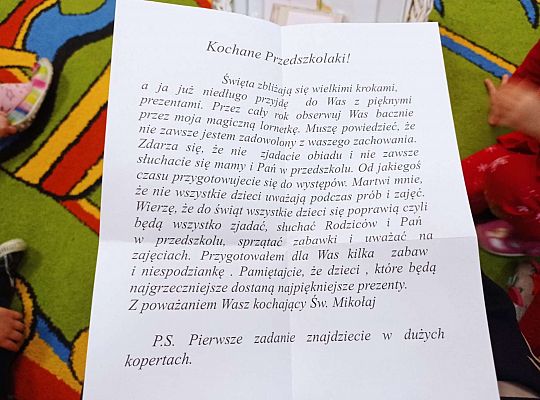 Kochane Przedszkolaki!
Święta zbliżają się wielkimi krokami,
a ja już niedługo przyjdę do Was z pięknymi
prezentami. Przez cały rok obserwuj Was bacznie
przez moja magiczną lornetkę. Muszę powiedzieć, że
nie zawsze jestem zadowolony z waszego zachowania.
Zdarza się, że nie zjadacie obiadu i nie zawsze
słuchacie się mamy i Pań w przedszkolu. Od jakiegoś
czasu przygotowujecie się do występów. Martwi mnie,
że nie wszystkie dzieci uważają podczas prób i zajęć.
Wierzę, że do świąt wszystkie dzieci się poprawią czyli
będą wszystko zjadać, słuchać Rodziców i Pań
w przedszkolu, sprzątać zabawki i uważać na
zajęciach. Przygotowałem dla Was kilka zabaw
i niespodziankę . Pamiętajcie, że dzieci , które będą
najgrzeczniejsze dostaną najpiękniejsze prezenty.
Z poważaniem Wasz kochający Św. Mikołaj
P.S. Pierwsze zadanie znajdziecie w dużych
kopertach.